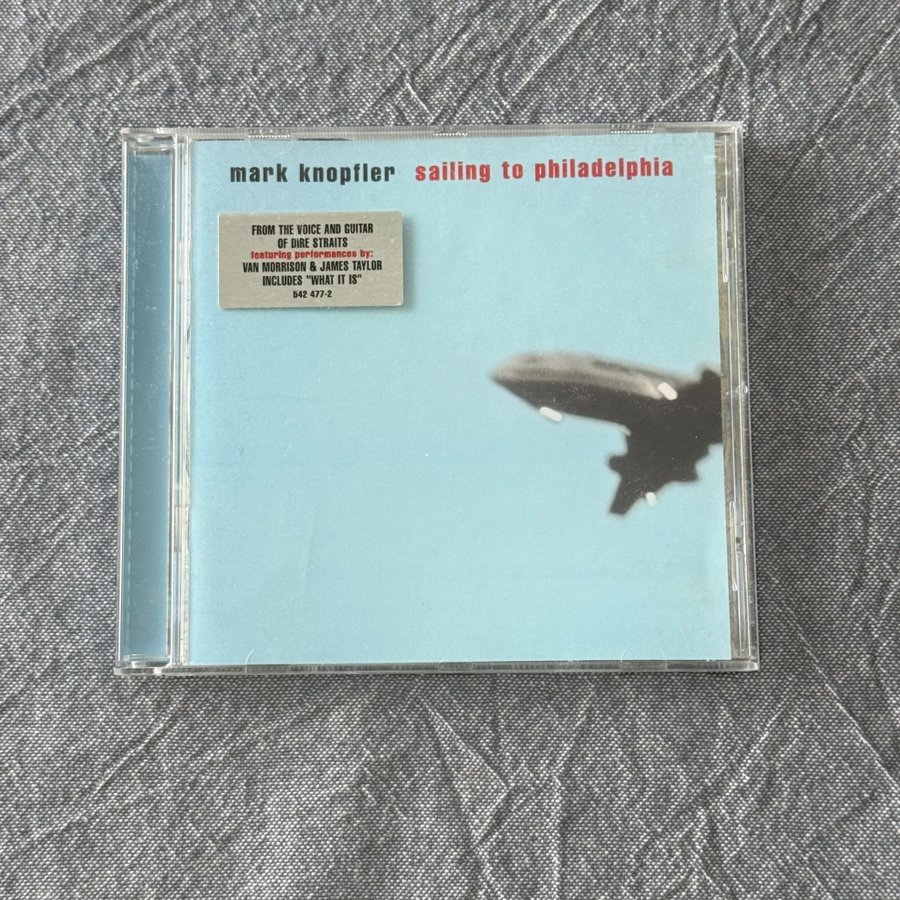 mark knopfler sailing to philadelphia
FROM THE VOICE AND GUITAR
OF DIRE STRAITS
featuring performances by:
VAN MORRISON & JAMES TAYLOR
INCLUDES "WHAT IT IS"
542 477-2